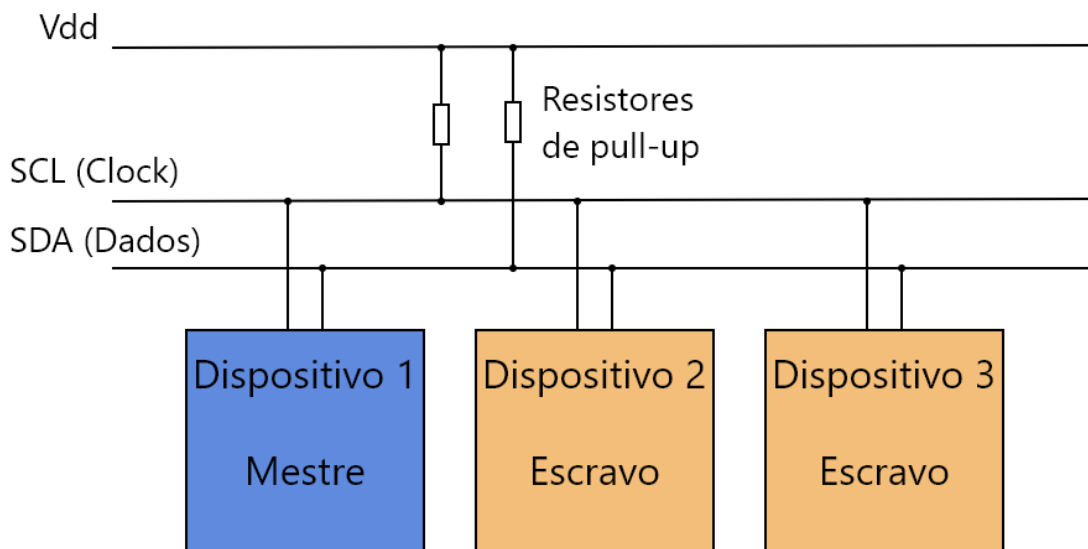 Vdd
Resistores
de pull-up
SCL (Clock)
SDA (Dados)
Dispositivo 1
Mestre
Dispositivo 2
Escravo
Dispositivo 3
Escravo